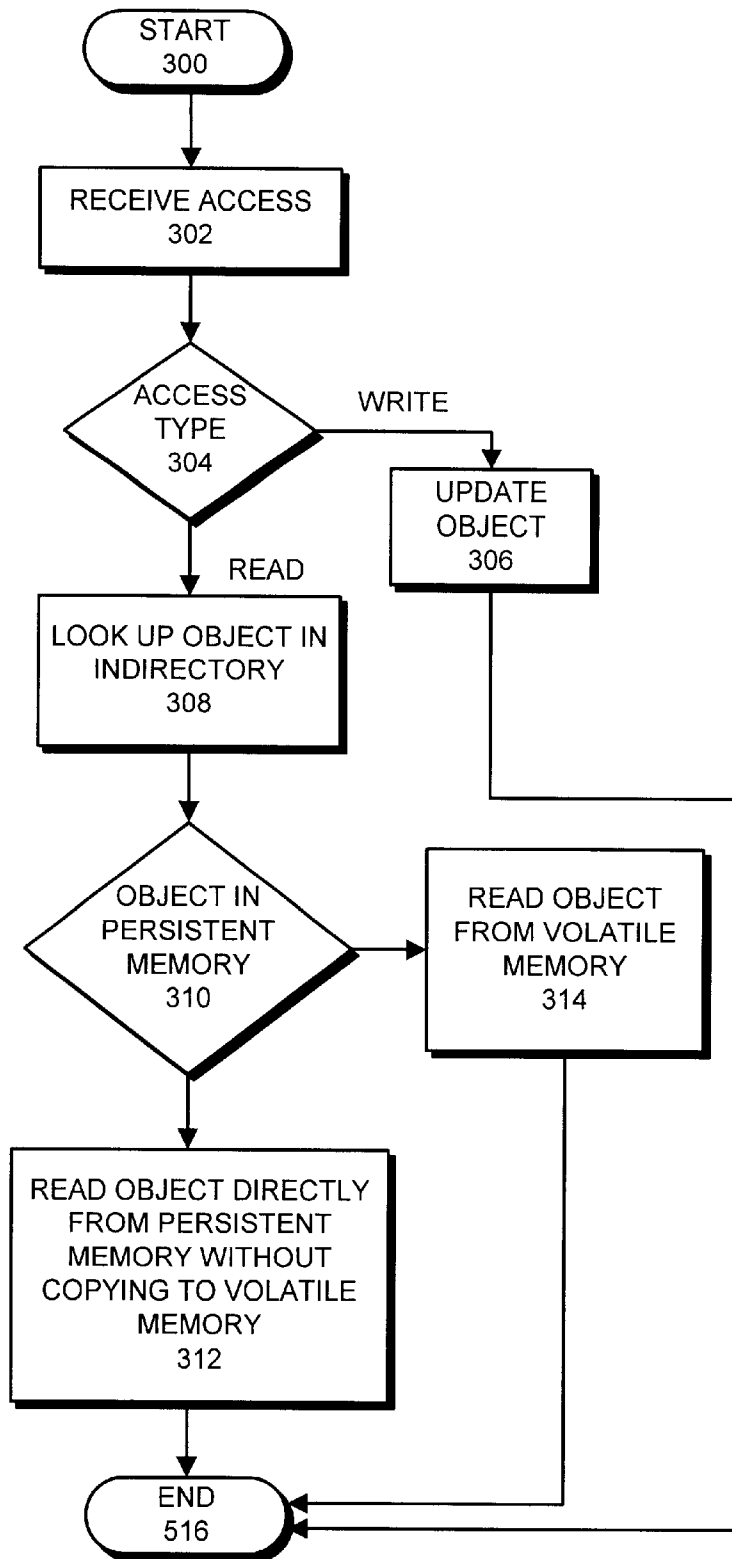 START
300
RECEIVE ACCESS
302
ACCESS
TYPE
304
WRITE
UPDATE
OBJECT
306
READ
LOOK UP OBJECT IN
INDIRECTORY
308
OBJECT IN
PERSISTENT
MEMORY
310
READ OBJECT
FROM VOLATILE
MEMORY
314
READ OBJECT DIRECTLY
FROM PERSISTENT
MEMORY WITHOUT
COPYING TO VOLATILE
MEMORY
312
END
516